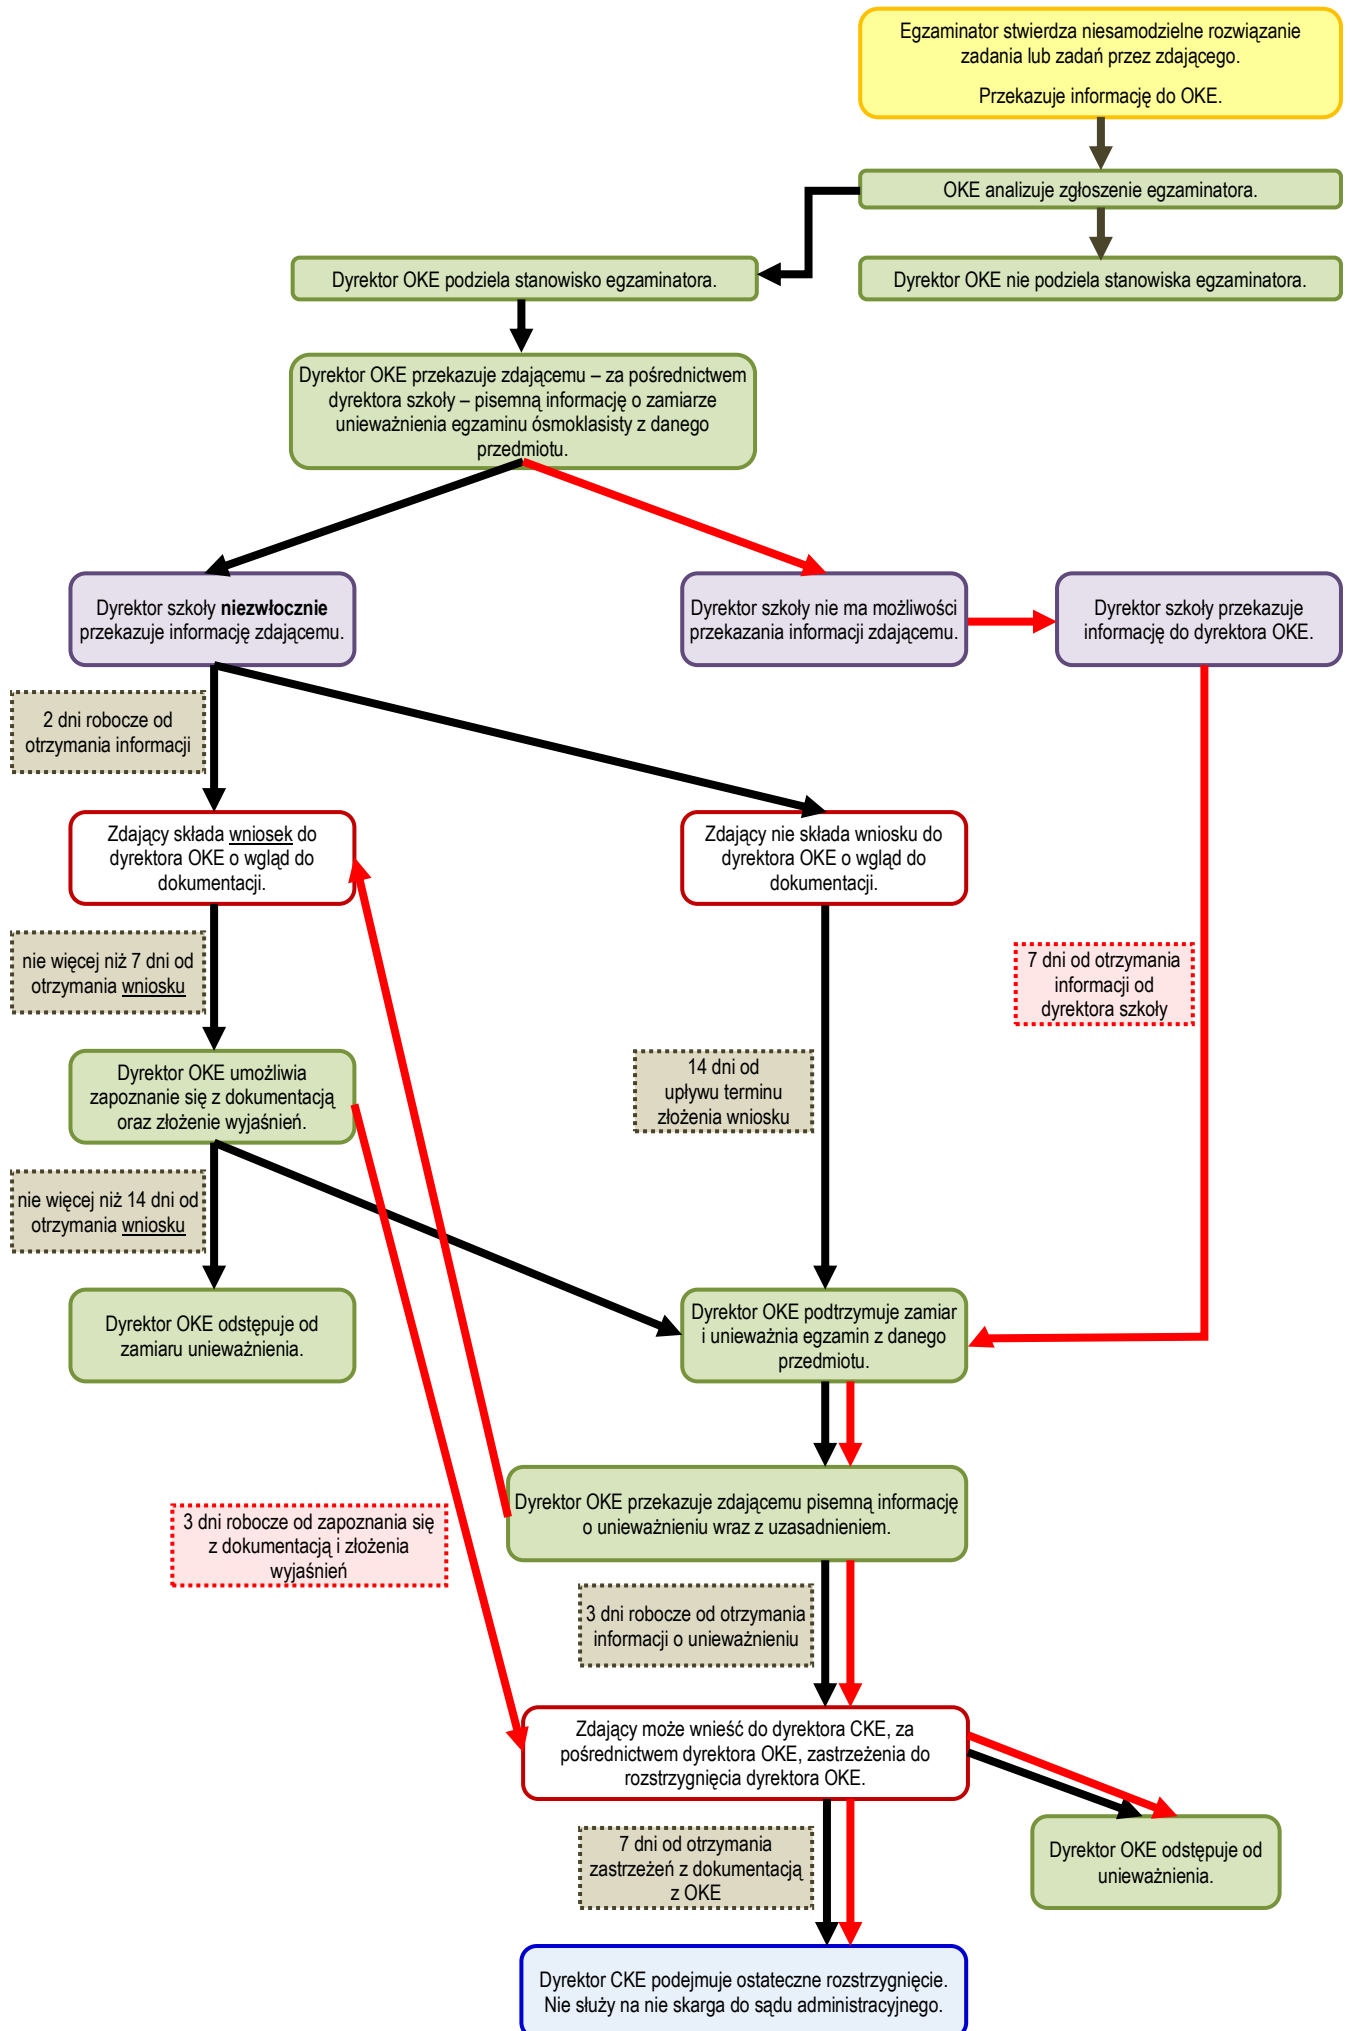 Egzaminator stwierdza niesamodzielne rozwiązanie
zadania lub zadań przez zdającego.
Przekazuje informację do OKE.
OKE analizuje zgłoszenie egzaminatora.
Dyrektor OKE podziela stanowisko egzaminatora.
Dyrektor OKE nie podziela stanowiska egzaminatora.
Dyrektor OKE przekazuje zdającemu – za pośrednictwem
dyrektora szkoły – pisemną informację o zamiarze
unieważnienia egzaminu ósmoklasisty z danego
przedmiotu.
Dyrektor szkoły niezwłocznie
przekazuje informację zdającemu.
Dyrektor szkoły nie ma możliwości
przekazania informacji zdającemu.
Dyrektor szkoły przekazuje
informację do dyrektora OKE.
2 dni robocze od
otrzymania informacji
Zdający składa wniosek do
dyrektora OKE o wgląd do
dokumentacji.
Zdający nie składa wniosku do
dyrektora OKE o wgląd do
dokumentacji.
nie więcej niż 7 dni od
otrzymania wniosku
7 dni od otrzymania
informacji od
dyrektora szkoły
Dyrektor OKE umożliwia
zapoznanie się z dokumentacją
oraz złożenie wyjaśnień.
14 dni od
upływu terminu
złożenia wniosku
nie więcej niż 14 dni od
otrzymania wniosku
Dyrektor OKE odstępuje od
zamiaru unieważnienia.
Dyrektor OKE podtrzymuje zamiar
i unieważnia egzamin z danego
przedmiotu.
Dyrektor OKE przekazuje zdającemu pisemną informację
o unieważnieniu wraz z uzasadnieniem.
3 dni robocze od zapoznania się
z dokumentacją i złożenia
wyjaśnień
3 dni robocze od otrzymania
informacji o unieważnieniu
Zdający może wnieść do dyrektora CKE, za
pośrednictwem dyrektora OKE, zastrzeżenia do
rozstrzygnięcia dyrektora OKE.
7 dni od otrzymania
zastrzeżeń z dokumentacją
z OKE
Dyrektor OKE odstępuje od
unieważnienia.
Dyrektor CKE podejmuje ostateczne rozstrzygnięcie.
Nie służy na nie skarga do sądu administracyjnego.